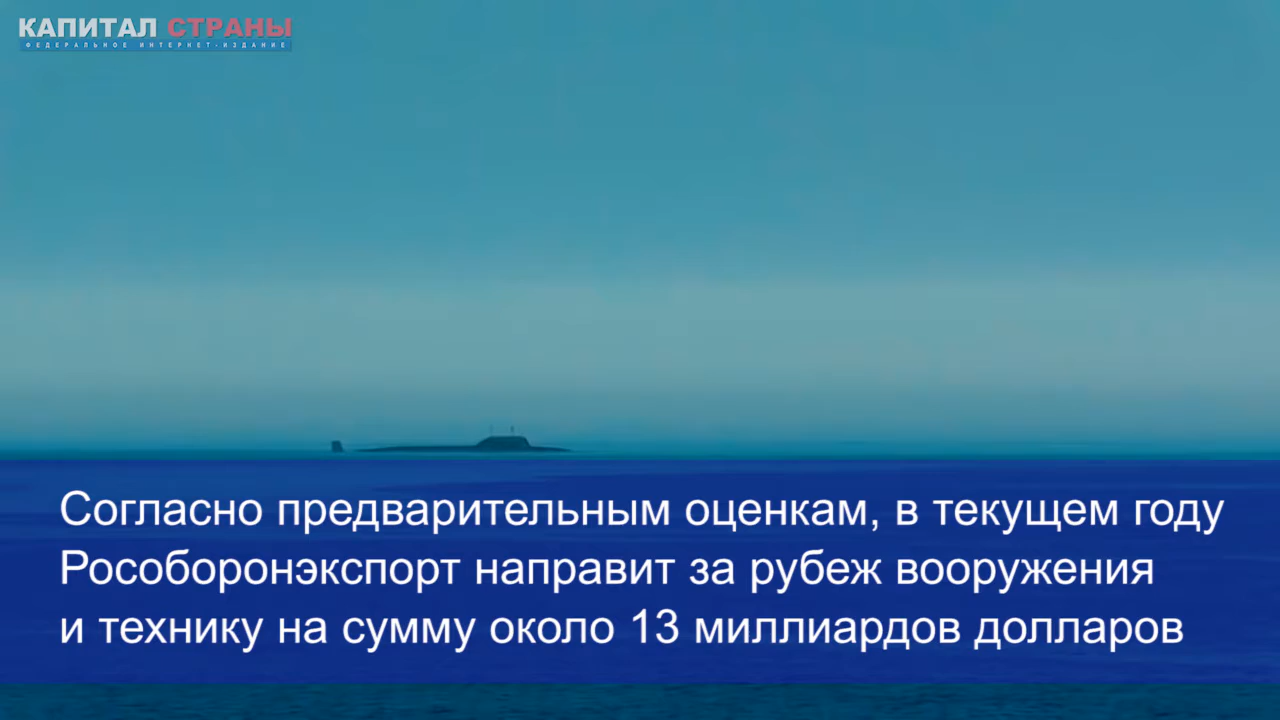 КАПИТАЛ СТРАНЫ
ФЕДЕРАЛЬНОЕ ИНТЕРНЕТ-ИЗДАНИЕ
Согласно предварительным оценкам, в текущем году
Рособоронэкспорт направит за рубеж вооружения
и технику на сумму около 13 миллиардов долларов